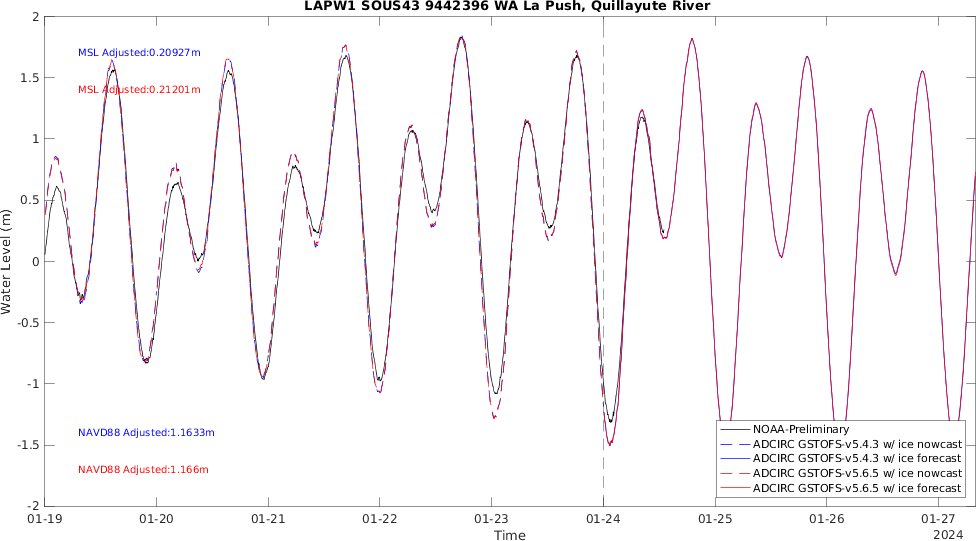 LAPW1 SOUS43 9442396 WA La Push, Quillayute River
2
1.5
1
0.5
0
-0.5
-1
-1.5
-2
Water Level (m)
MSL Adjusted:0.20927m
MSL Adjusted:0.21201m
NAVD88 Adjusted:1.1633m
NAVD88 Adjusted:1.166m
NOAA-Preliminary
ADCIRC GSTOFS-v5.4.3 w/ ice nowcast
ADCIRC GSTOFS-v5.4.3 w/ ice forecast
ADCIRC GSTOFS-v5.6.5 w/ ice nowcast
ADCIRC GSTOFS-v5.6.5 w/ ice forecast
01-19 01-20 01-21 01-22 01-23 01-24 01-25 01-26 01-27
Time
2024